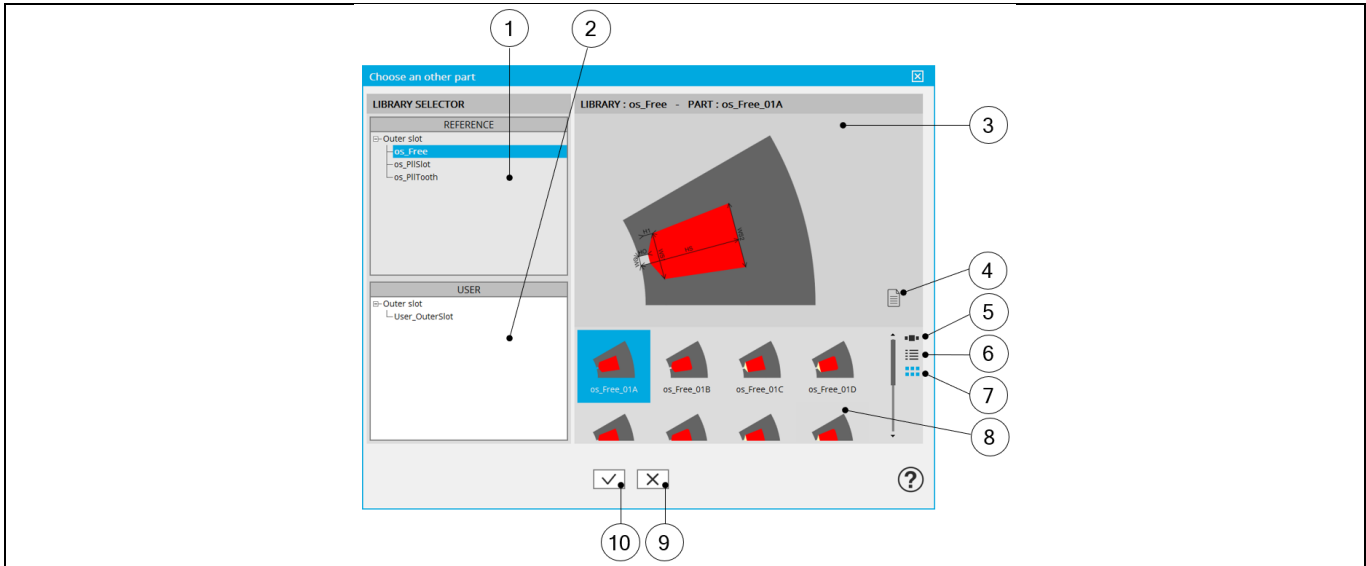 1
2
Choose an other part
LIBRARY SELECTOR
LIBRARY : os_Free - PART : os_Free_01A
REFERENCE
Outer slot
os_Free
os_PllSlot
os_PllTooth
3
USER
Outer slot
User_OuterSlot
4
5
6
7
os_Free_01A os_Free_01B os_Free_01C os_Free_01D
8
?
10 9